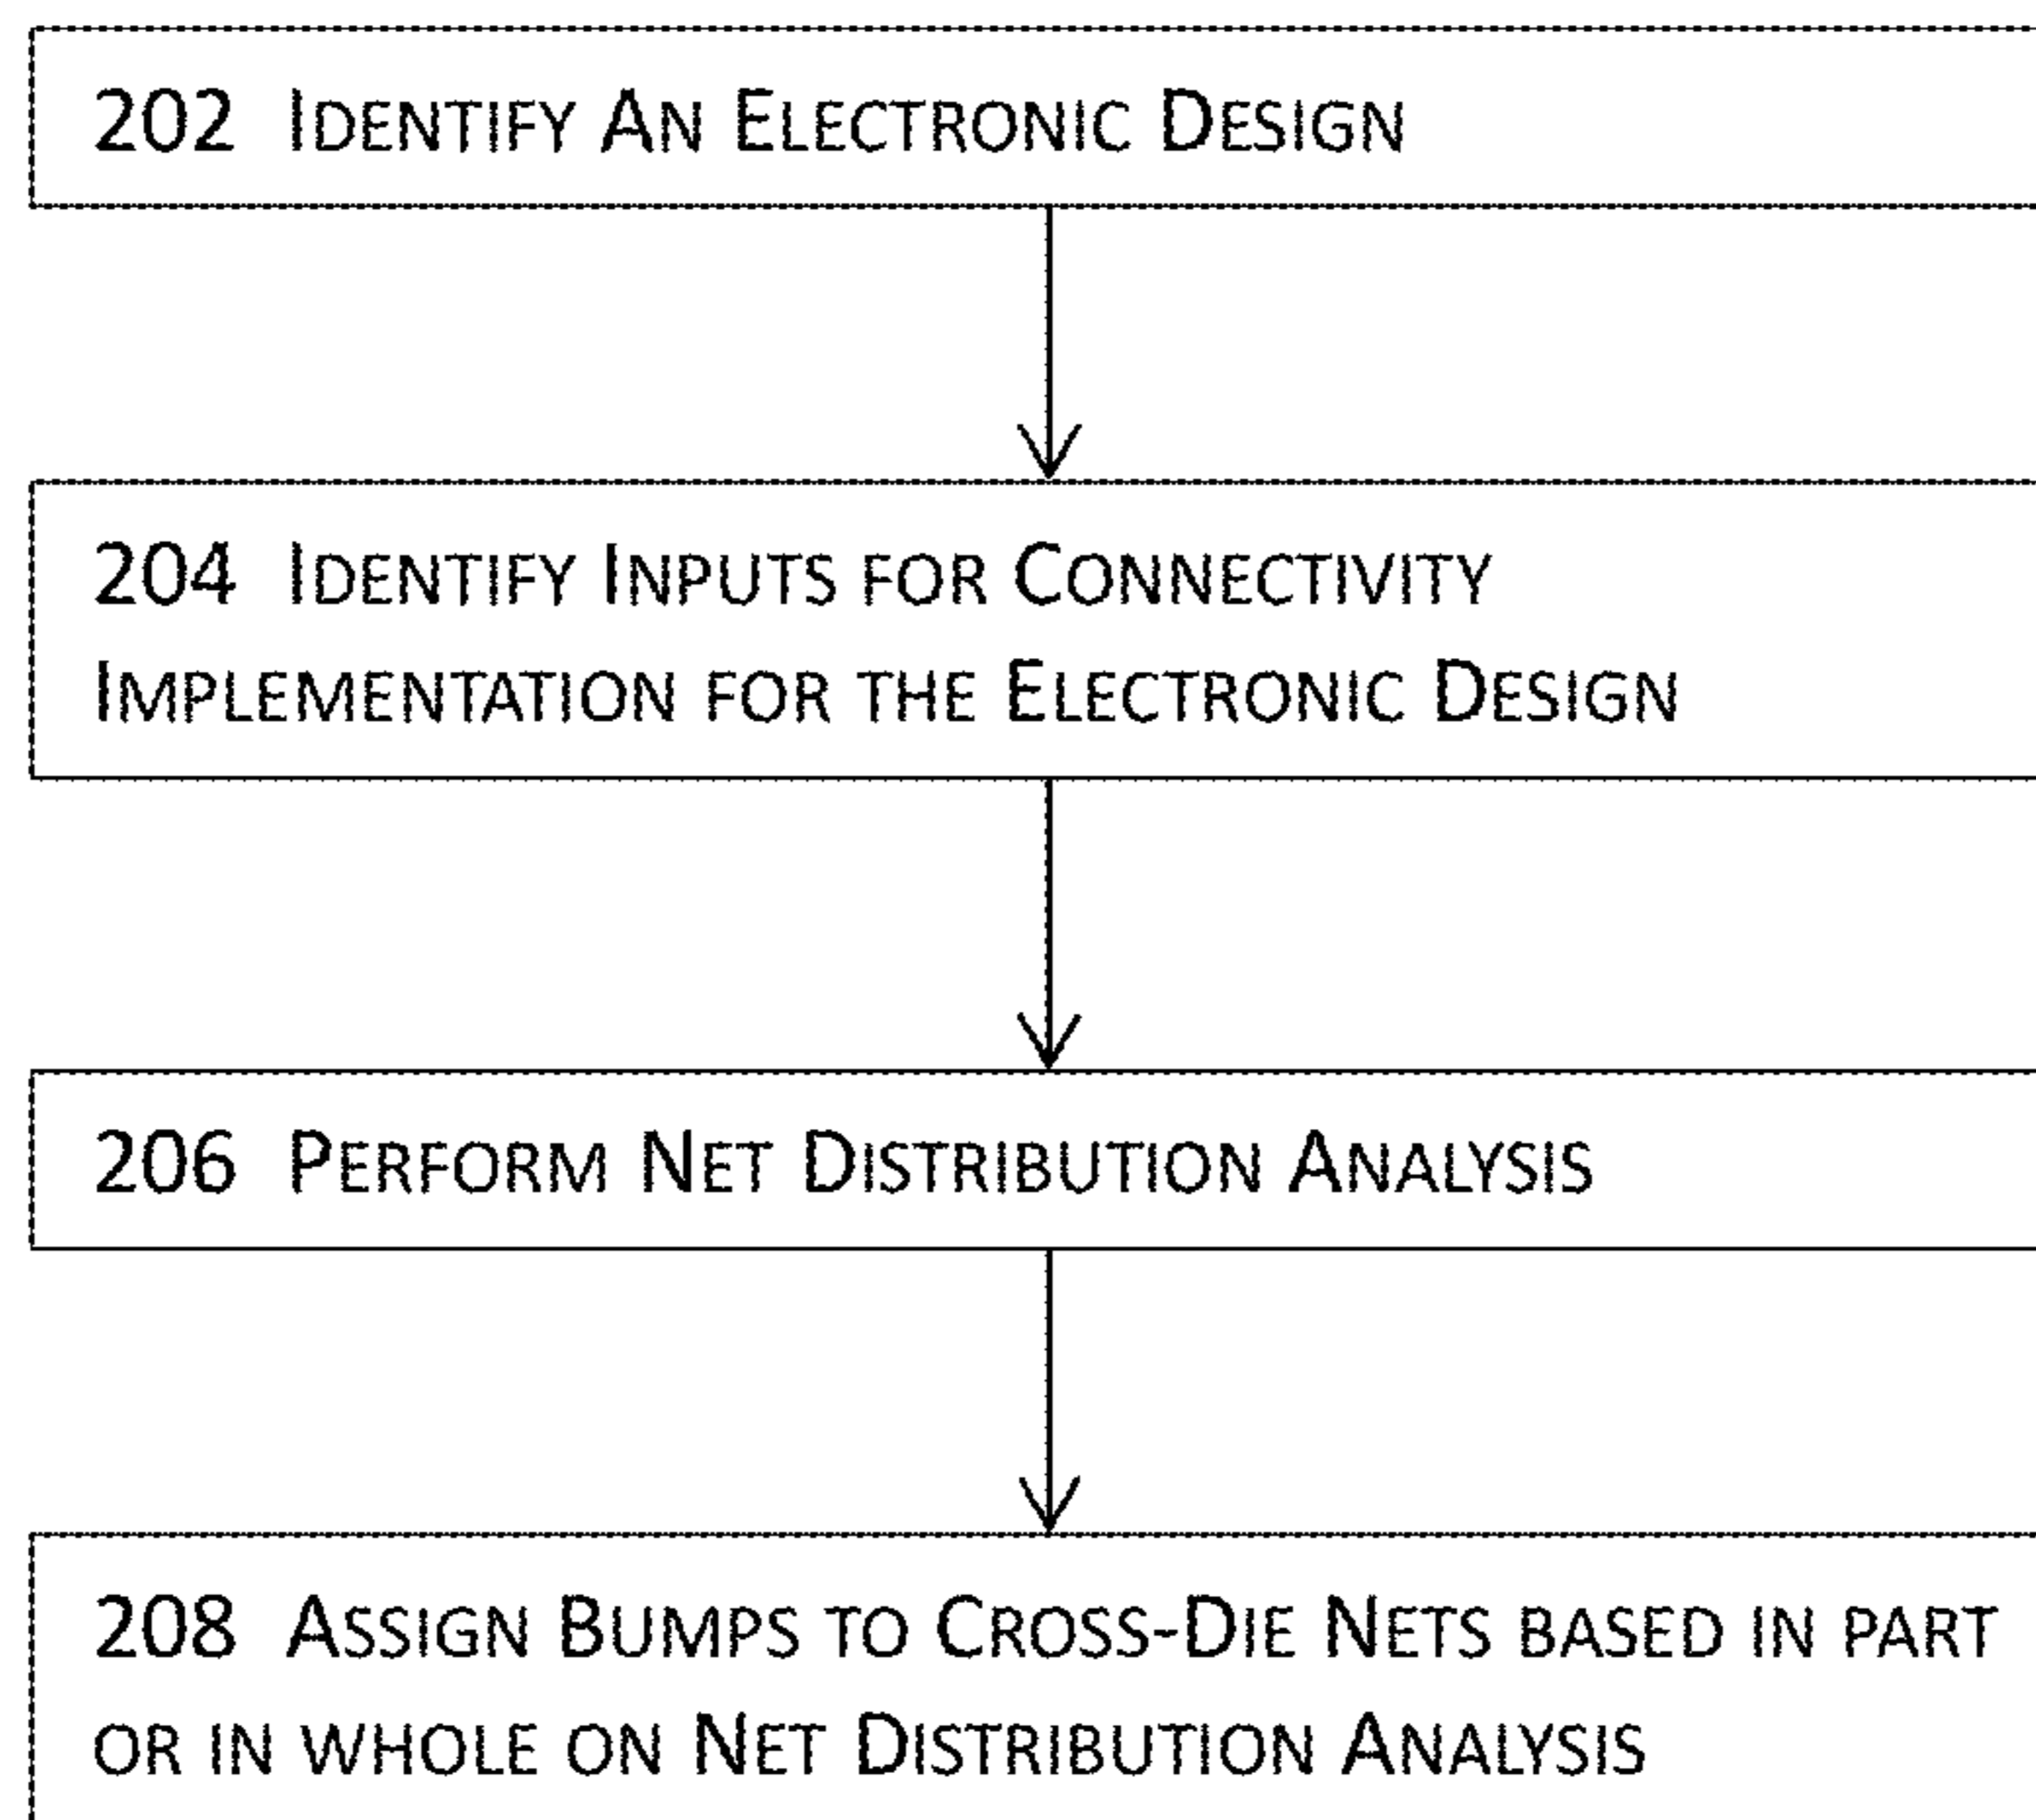 202 Identify An Electronic Design
204 Identify Inputs for Connectivity
Implementation for the Electronic Design
206 Perform Net Distribution Analysis
208 Assign Bumps to Cross-Die Nets based in part
or in whole on Net Distribution Analysis